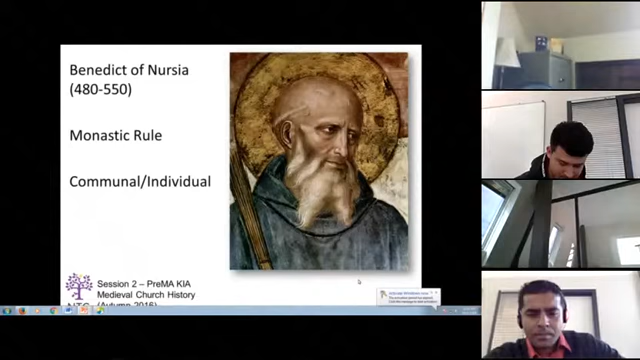 Benedict of Nursia
(480-550)
Monastic Rule
Communal/Individual
Session 2 – PreMA KIA
Medieval Church History
(Autumn 2016)